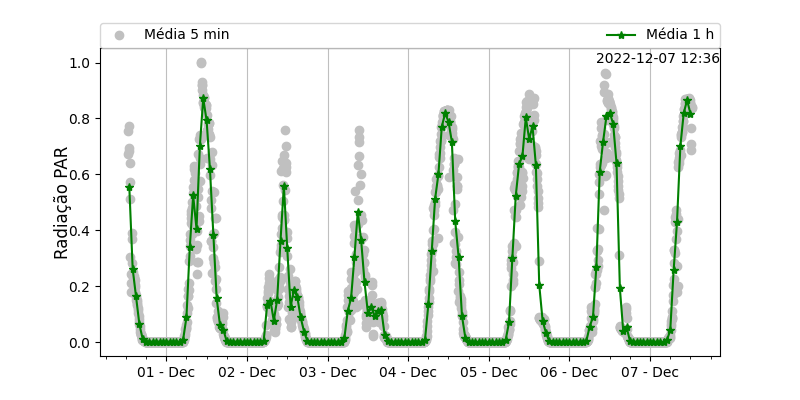 Média 5 min
Média 1 h
2022-12-07 12:36
Radiação PAR
1.0
0.8
0.6
0.4
0.2
0.0
01 - Dec
02 - Dec
03 - Dec
04 - Dec
05 - Dec
06 - Dec
07 - Dec